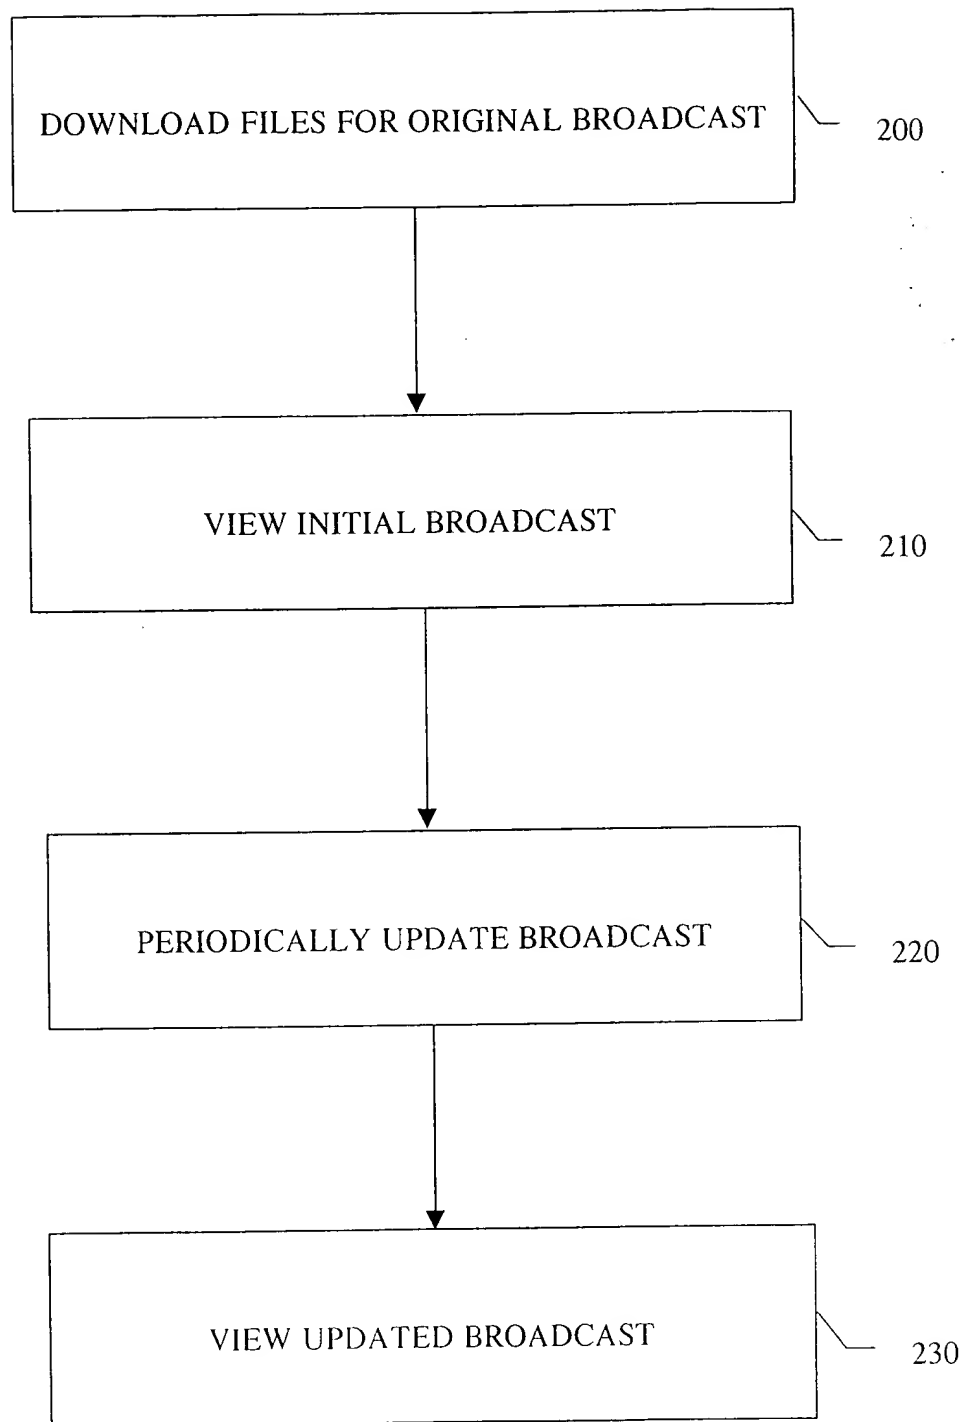 DOWNLOAD FILES FOR ORIGINAL BROADCAST
200
VIEW INITIAL BROADCAST
210
PERIODICALLY UPDATE BROADCAST
220
VIEW UPDATED BROADCAST
230